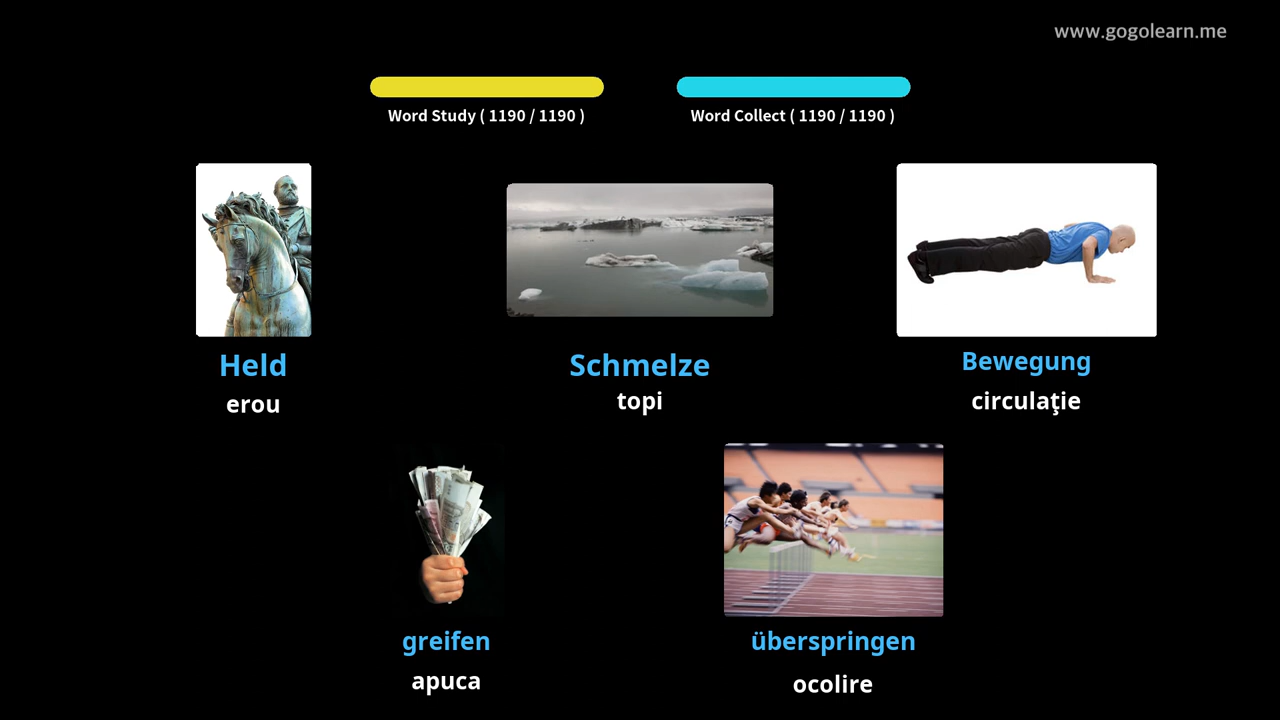 www.gogolearn.me
Word Study ( 1190 / 1190 )
Word Collect ( 1190 / 1190 )
Held
erou
Schmelze
topi
Bewegung
circulaţie
greifen
apuca
überspringen
ocolire